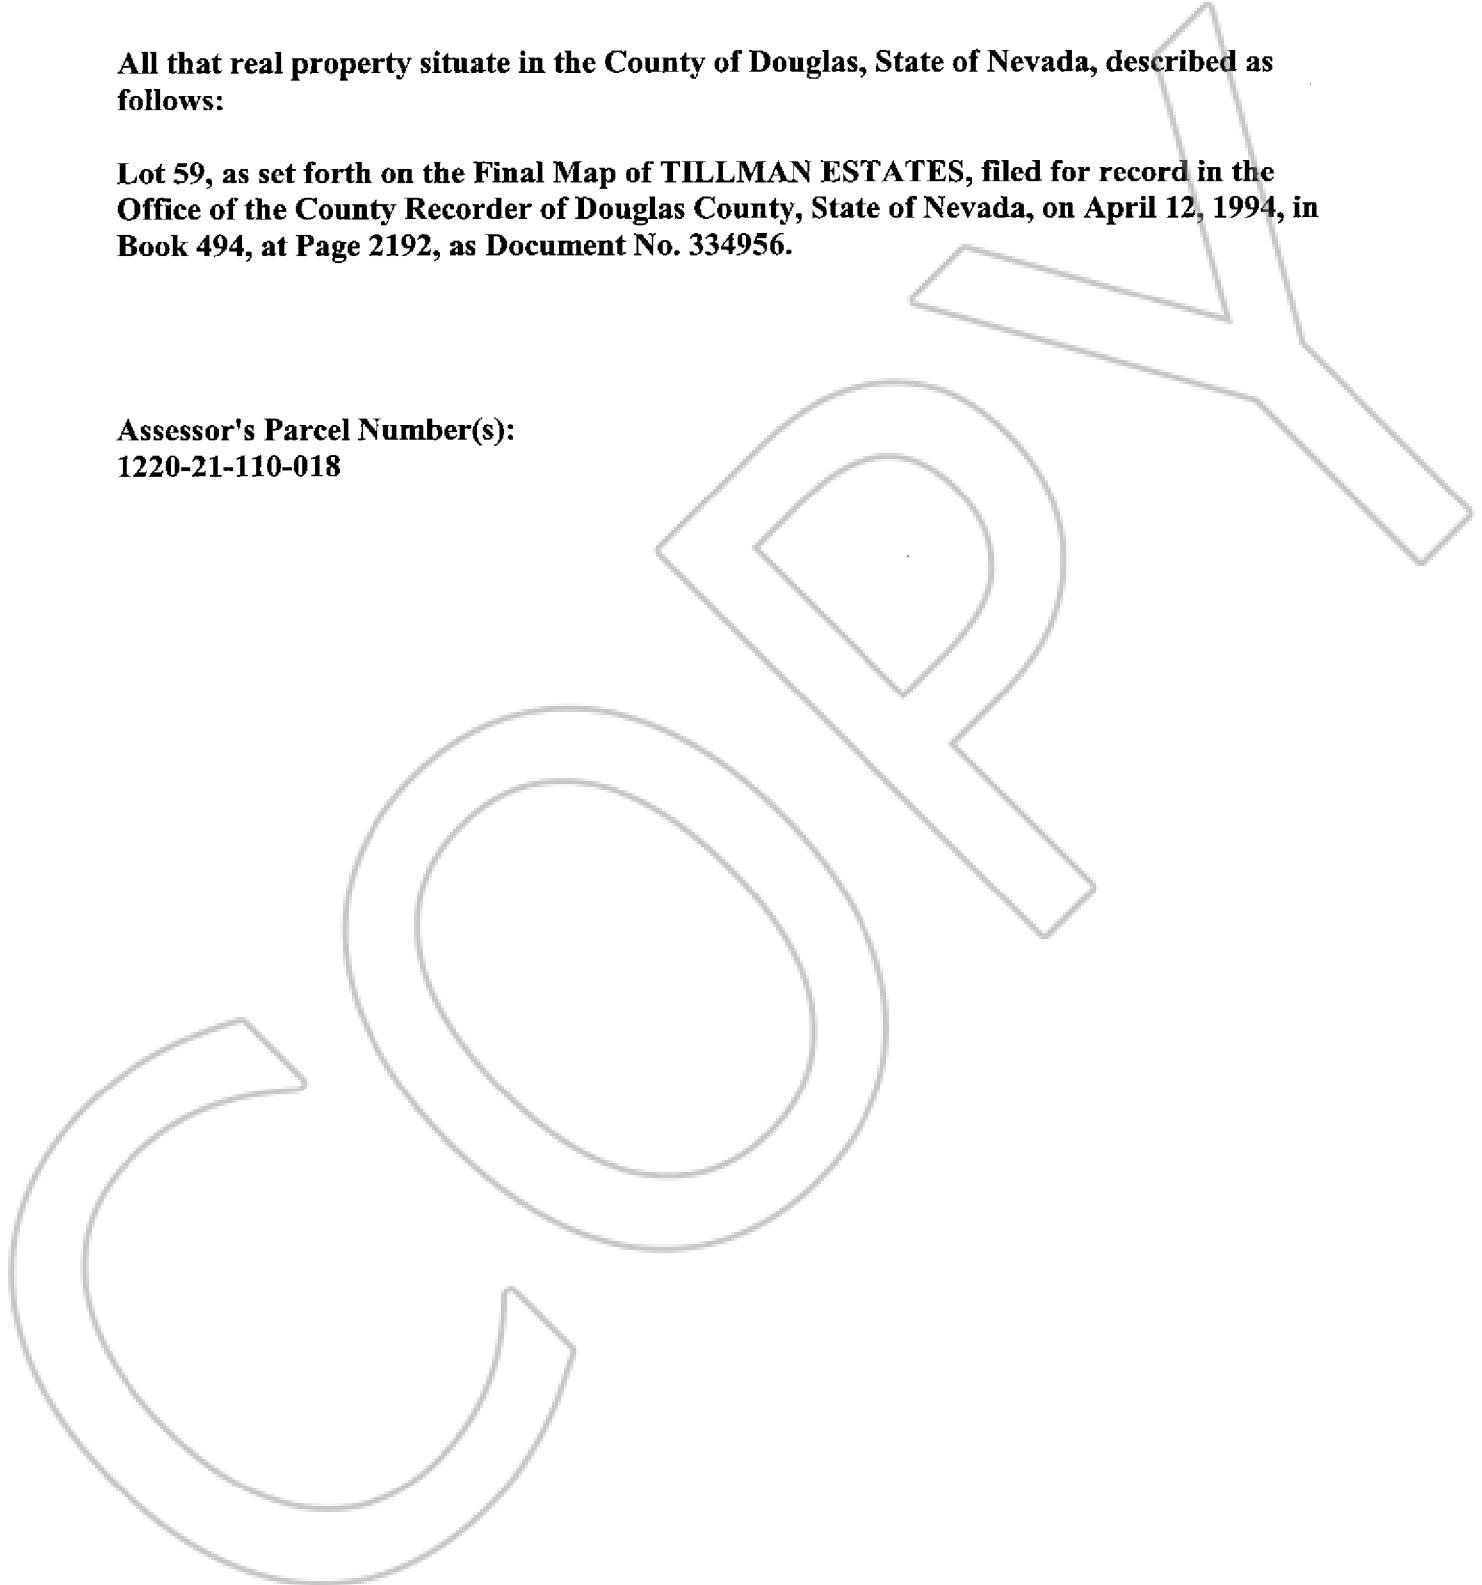 All that real property situate in the County of Douglas, State of Nevada, described as
follows:
Lot 59, as set forth on the Final Map of TILLMAN ESTATES, filed for record in the
Office of the County Recorder of Douglas County, State of Nevada, on April 12, 1994, in
Book 494, at Page 2192, as Document No. 334956.
Assessor's Parcel Number(s):
1220-21-110-018
COPY